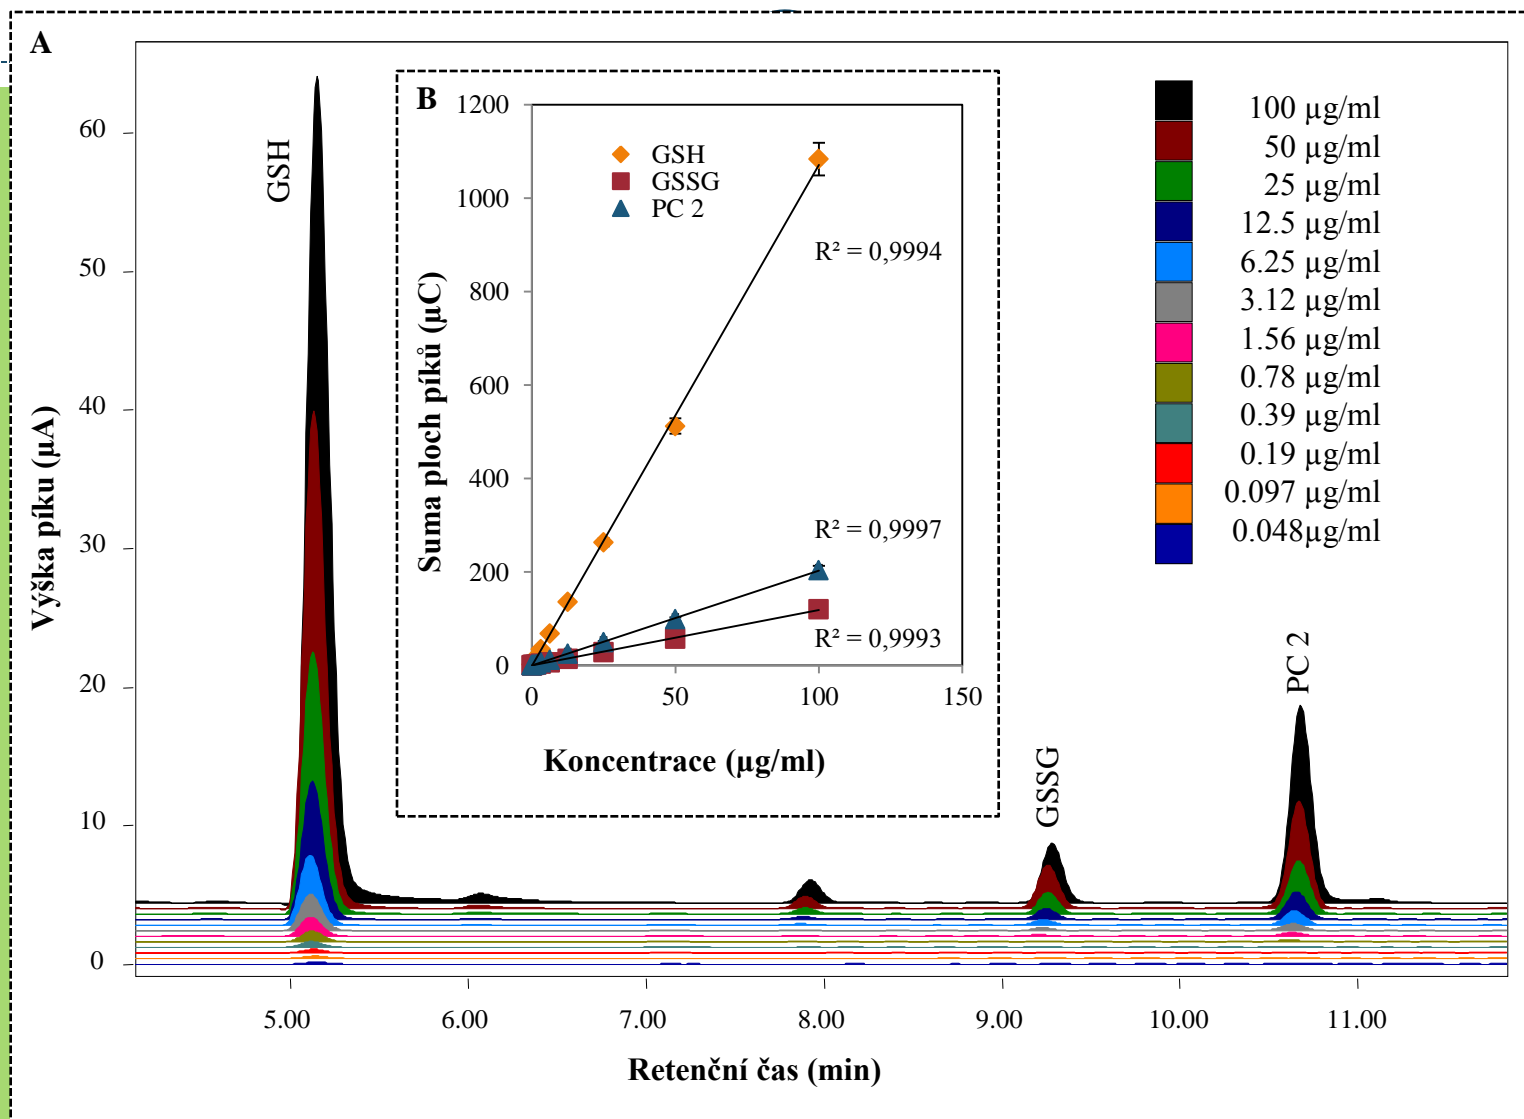 A
B
Výška píku (µA)
60
50
40
30
20
10
0
GSH
GSSG
PC 2
5.00
6.00
7.00
8.00
9.00
10.00
11.00
Retenční čas (min)
Suma ploch píků (µC)
1200
1000
800
600
400
200
0
GSH
GSSG
PC 2
R² = 0,9994
R² = 0,9997
R² = 0,9993
0
50
100
150
Koncentrace (µg/ml)
100 µg/ml
50 µg/ml
25 µg/ml
12.5 µg/ml
6.25 µg/ml
3.12 µg/ml
1.56 µg/ml
0.78 µg/ml
0.39 µg/ml
0.19 µg/ml
0.097 µg/ml
0.048µg/ml